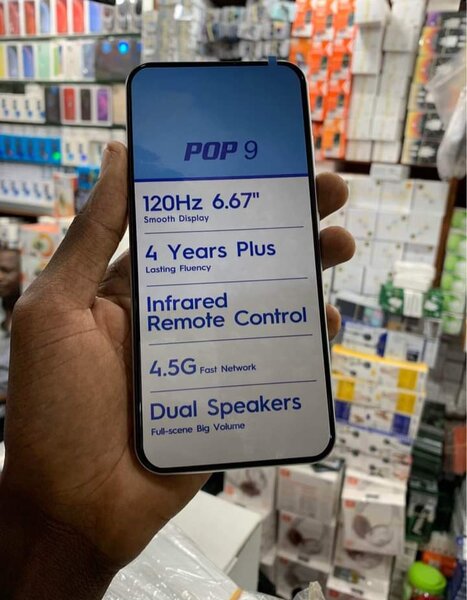 POP 9
120Hz 6.67"
Smooth Display
4 Years Plus
Lasting Fluency
Infrared
Remote Control
4.5G Fast Network
Dual Speakers
Full-scene Big Volume